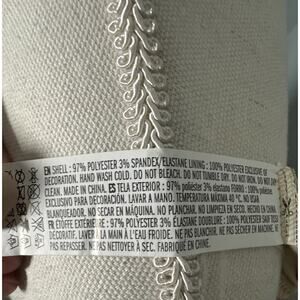 EN SHELL : 97% POLYESTER 3% SPANDEX/ELASTANE LINING : 100% POLYESTER EXCLUSIVE OF
DECORATION. HAND WASH COLD. DO NOT BLEACH. DO NOT TUMBLE DRY. DO NOT IRON. DO NOT DRY
CLEAN. MADE IN CHINA. ES TELA EXTERIOR : 97% poliéster 3% elastano FORRO: 100% poliéster
EXCLUSIVO PARA DECORACIÓN. LAVAR A MANO. TEMPERATURA MÁXIMA 40 ºC. NO USAR
BLANQUEADOR. NO SECAR EN MÁQUINA. NO PLANCHAR. NO LIMPIEZA EN SECO. HECHO EN CHINA.
FR ÉTOFFE EXTÉRIEURE : 97% POLYESTER 3% ÉLASTHANNE DOUBLURE: 100% POLYESTER SAUF
DÉCORATION. LAVER À LA MAIN À L'EAU FROIDE. NE PAS BLANCHIR. NE PAS SÉCHER EN MACHINE.
NE PAS REPASSER. NE PAS NETTOYER À SEC. FABRIQUÉ EN CHINE.